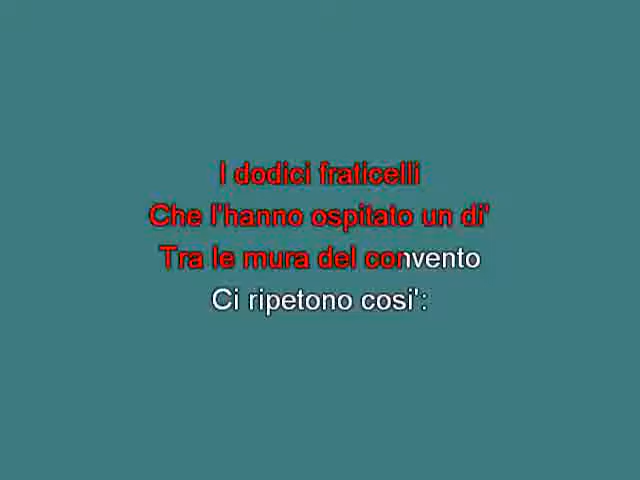 I dodici fraticelli
Che l'hanno ospitato un di'
Tra le mura del convento
Ci ripetono cosi':